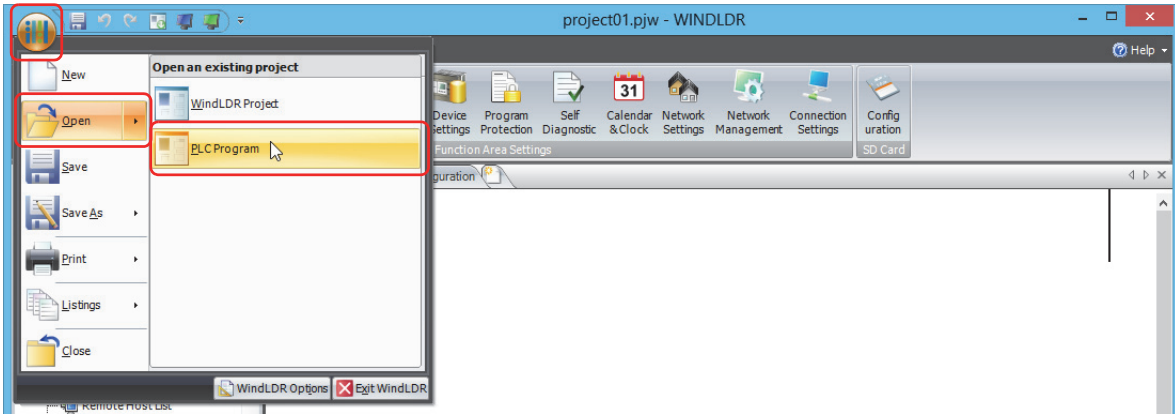 project01.pjw - WINDLDR
Help
New
Open
Save
Save As
Print
Listings
Close
Open an existing project
WindLDR Project
PLC Program
WindLDR Options
Exit WindLDR
Device Settings
Program Protection
Self Diagnostic
31
Calendar & Clock
Network Settings
Network Management
Connection Settings
Config uration
Function Area Settings
SD Card
guration
Remote Host List